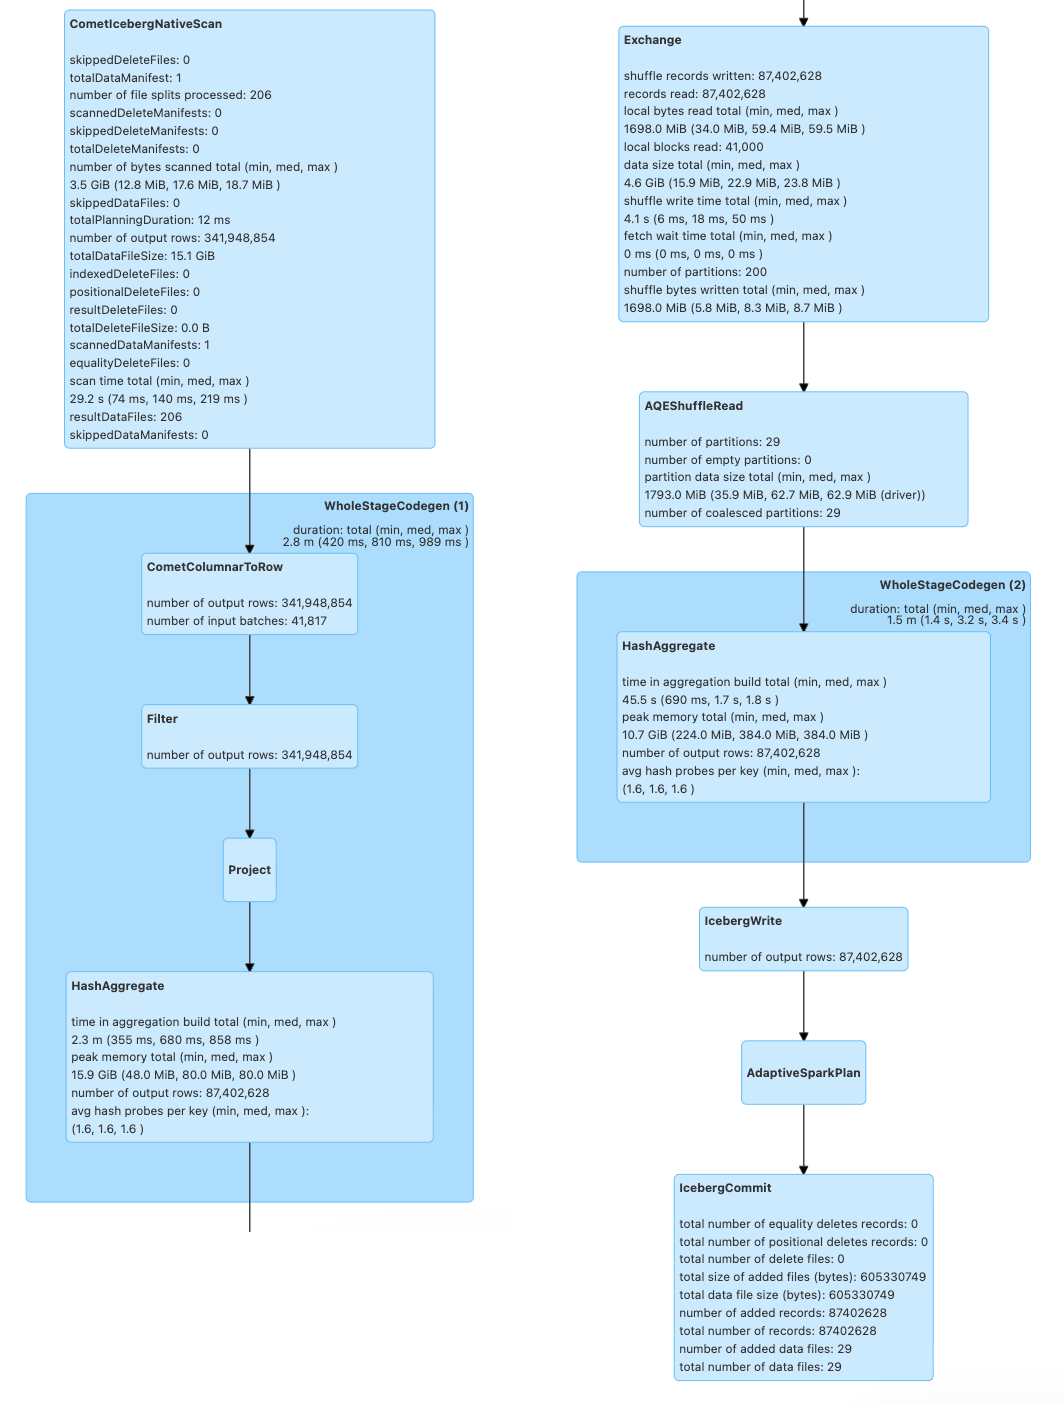 CometIcebergNativeScan
skippedDeleteFiles: 0
totalDataManifest: 1
number of file splits processed: 206
scannedDeleteManifests: 0
skippedDeleteManifests: 0
totalDeleteManifests: 0
number of bytes scanned total (min, med, max )
3.5 GiB (12.8 MiB, 17.6 MiB, 18.7 MiB )
skippedDataFiles: 0
totalPlanningDuration: 12 ms
number of output rows: 341,948,854
totalDataFileSize: 15.1 GiB
indexedDeleteFiles: 0
positionalDeleteFiles: 0
resultDeleteFiles: 0
totalDeleteFileSize: 0.0 B
scannedDataManifests: 1
equalityDeleteFiles: 0
scan time total (min, med, max )
29.2 s (74 ms, 140 ms, 219 ms )
resultDataFiles: 206
skippedDataManifests: 0
WholeStageCodegen (1)
duration: total (min, med, max )
2.8 m (420 ms, 810 ms, 989 ms )
CometColumnarToRow
number of output rows: 341,948,854
number of input batches: 41,817
Filter
number of output rows: 341,948,854
Project
HashAggregate
time in aggregation build total (min, med, max )
2.3 m (355 ms, 680 ms, 858 ms )
peak memory total (min, med, max )
15.9 GiB (48.0 MiB, 80.0 MiB, 80.0 MiB )
number of output rows: 87,402,628
avg hash probes per key (min, med, max ):
(1.6, 1.6, 1.6 )
Exchange
shuffle records written: 87,402,628
records read: 87,402,628
local bytes read total (min, med, max )
1698.0 MiB (34.0 MiB, 59.4 MiB, 59.5 MiB )
local blocks read: 41,000
data size total (min, med, max )
4.6 GiB (15.9 MiB, 22.9 MiB, 23.8 MiB )
shuffle write time total (min, med, max )
4.1 s (6 ms, 18 ms, 50 ms )
fetch wait time total (min, med, max )
0 ms (0 ms, 0 ms, 0 ms )
number of partitions: 200
shuffle bytes written total (min, med, max )
1698.0 MiB (5.8 MiB, 8.3 MiB, 8.7 MiB )
AQEShuffleRead
number of partitions: 29
number of empty partitions: 0
partition data size total (min, med, max )
1793.0 MiB (35.9 MiB, 62.7 MiB, 62.9 MiB (driver))
number of coalesced partitions: 29
WholeStageCodegen (2)
duration: total (min, med, max )
1.5 m (1.4 s, 3.2 s, 3.4 s )
HashAggregate
time in aggregation build total (min, med, max )
45.5 s (690 ms, 1.7 s, 1.8 s )
peak memory total (min, med, max )
10.7 GiB (224.0 MiB, 384.0 MiB, 384.0 MiB )
number of output rows: 87,402,628
avg hash probes per key (min, med, max ):
(1.6, 1.6, 1.6 )
IcebergWrite
number of output rows: 87,402,628
AdaptiveSparkPlan
IcebergCommit
total number of equality deletes records: 0
total number of positional deletes records: 0
total number of delete files: 0
total size of added files (bytes): 605330749
total data file size (bytes): 605330749
number of added records: 87402628
total number of records: 87402628
number of added data files: 29
total number of data files: 29